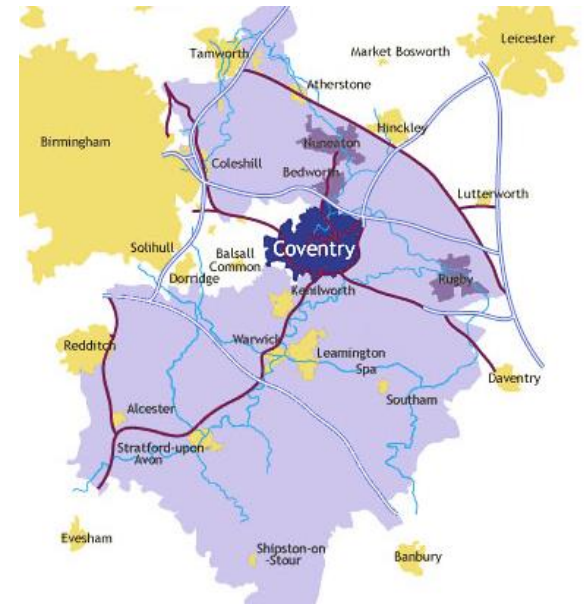 Leicester
Market Bosworth
Tamworth
Atherstone
Hinckley
Birmingham
Nuneaton
Coleshill
Bedworth
Lutterworth
Coventry
Solihull
Balsall
Common
Dorridge
Rugby
Kenilworth
Redditch
Warwick
Leamington
Spa
Daventry
Alcester
Southam
Stratford-upon
Avon
Evesham
Shipston-on
-Stour
Banbury